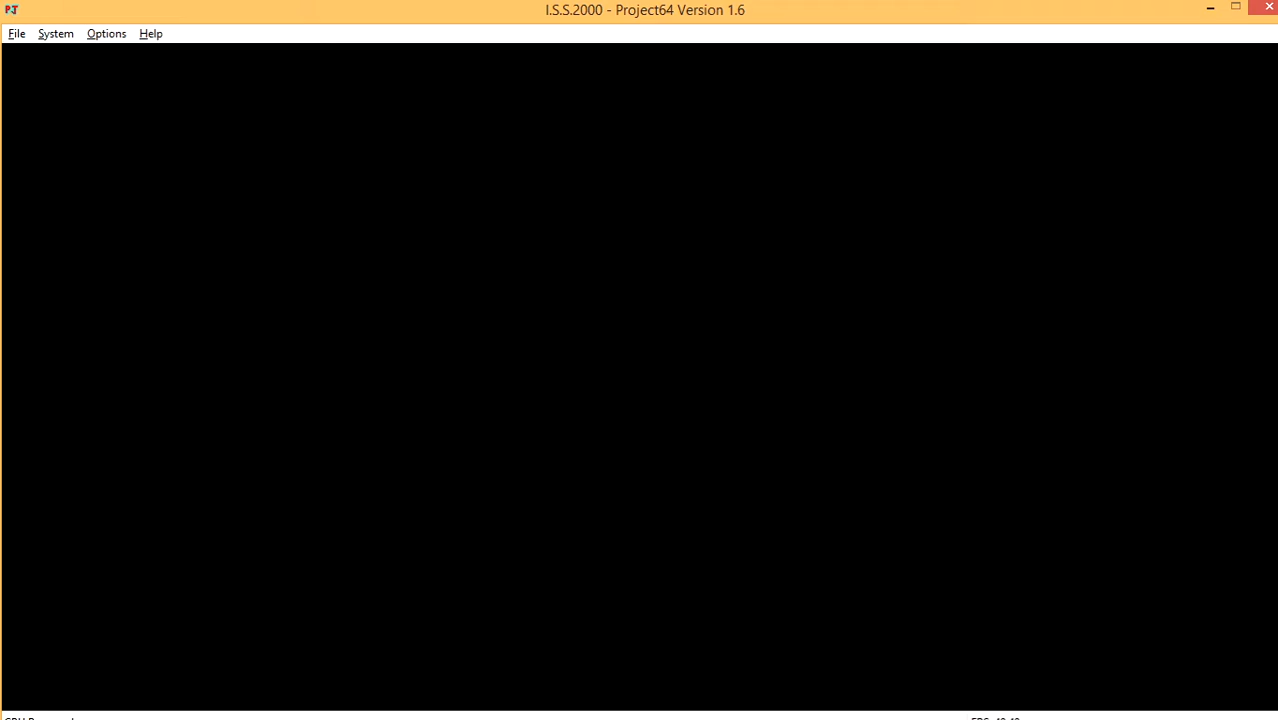 I.S.S.2000 - Project64 Version 1.6
File System Options Help